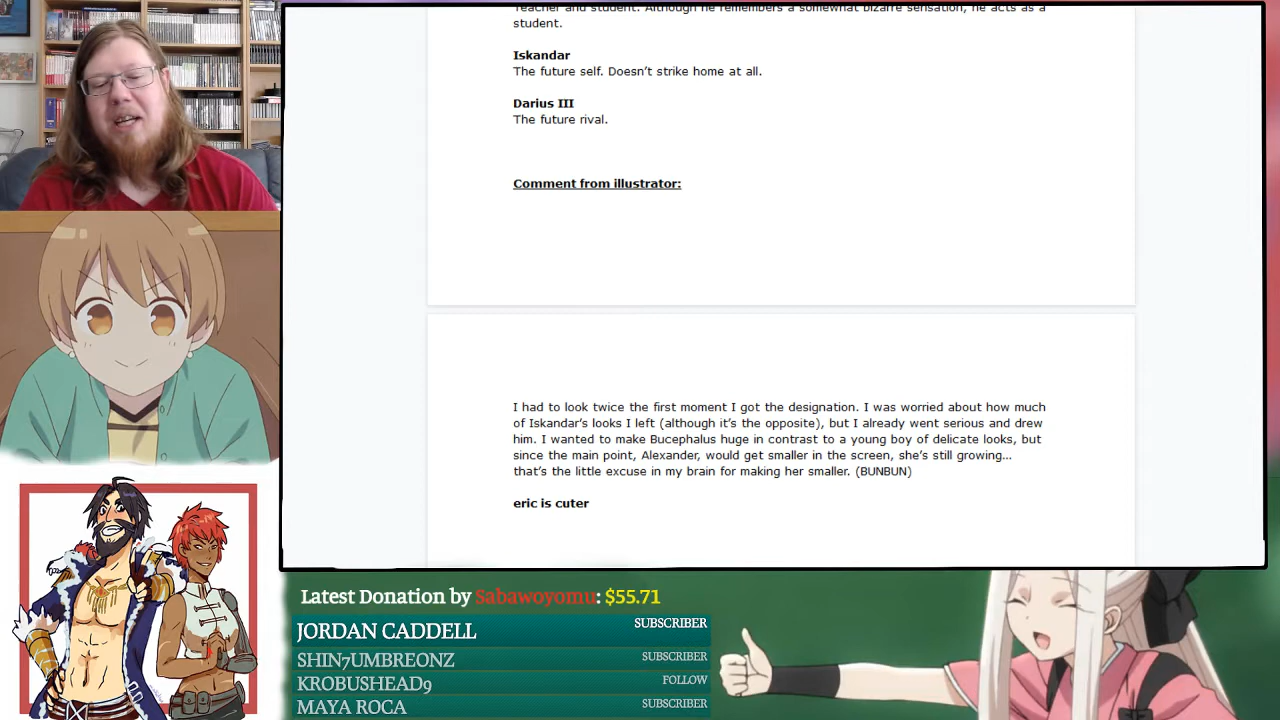 Teacher and student. Although he remembers a somewhat bizarre sensation, he acts as a
student.
Iskandar
The future self. Doesn’t strike home at all.
Darius III
The future rival.
Comment from illustrator:
I had to look twice the first moment I got the designation. I was worried about how much
of Iskandar’s looks I left (although it’s the opposite), but I already went serious and drew
him. I wanted to make Bucephalus huge in contrast to a young boy of delicate looks, but
since the main point, Alexander, would get smaller in the screen, she’s still growing…
that’s the little excuse in my brain for making her smaller. (BUNBUN)
eric is cuter
Latest Donation by Sabawoyomu: $55.71
JORDAN CADDELL SUBSCRIBER
SHIN7UMBREONZ SUBSCRIBER
KROBUSHEAD9 FOLLOW
MAYA ROCA SUBSCRIBER